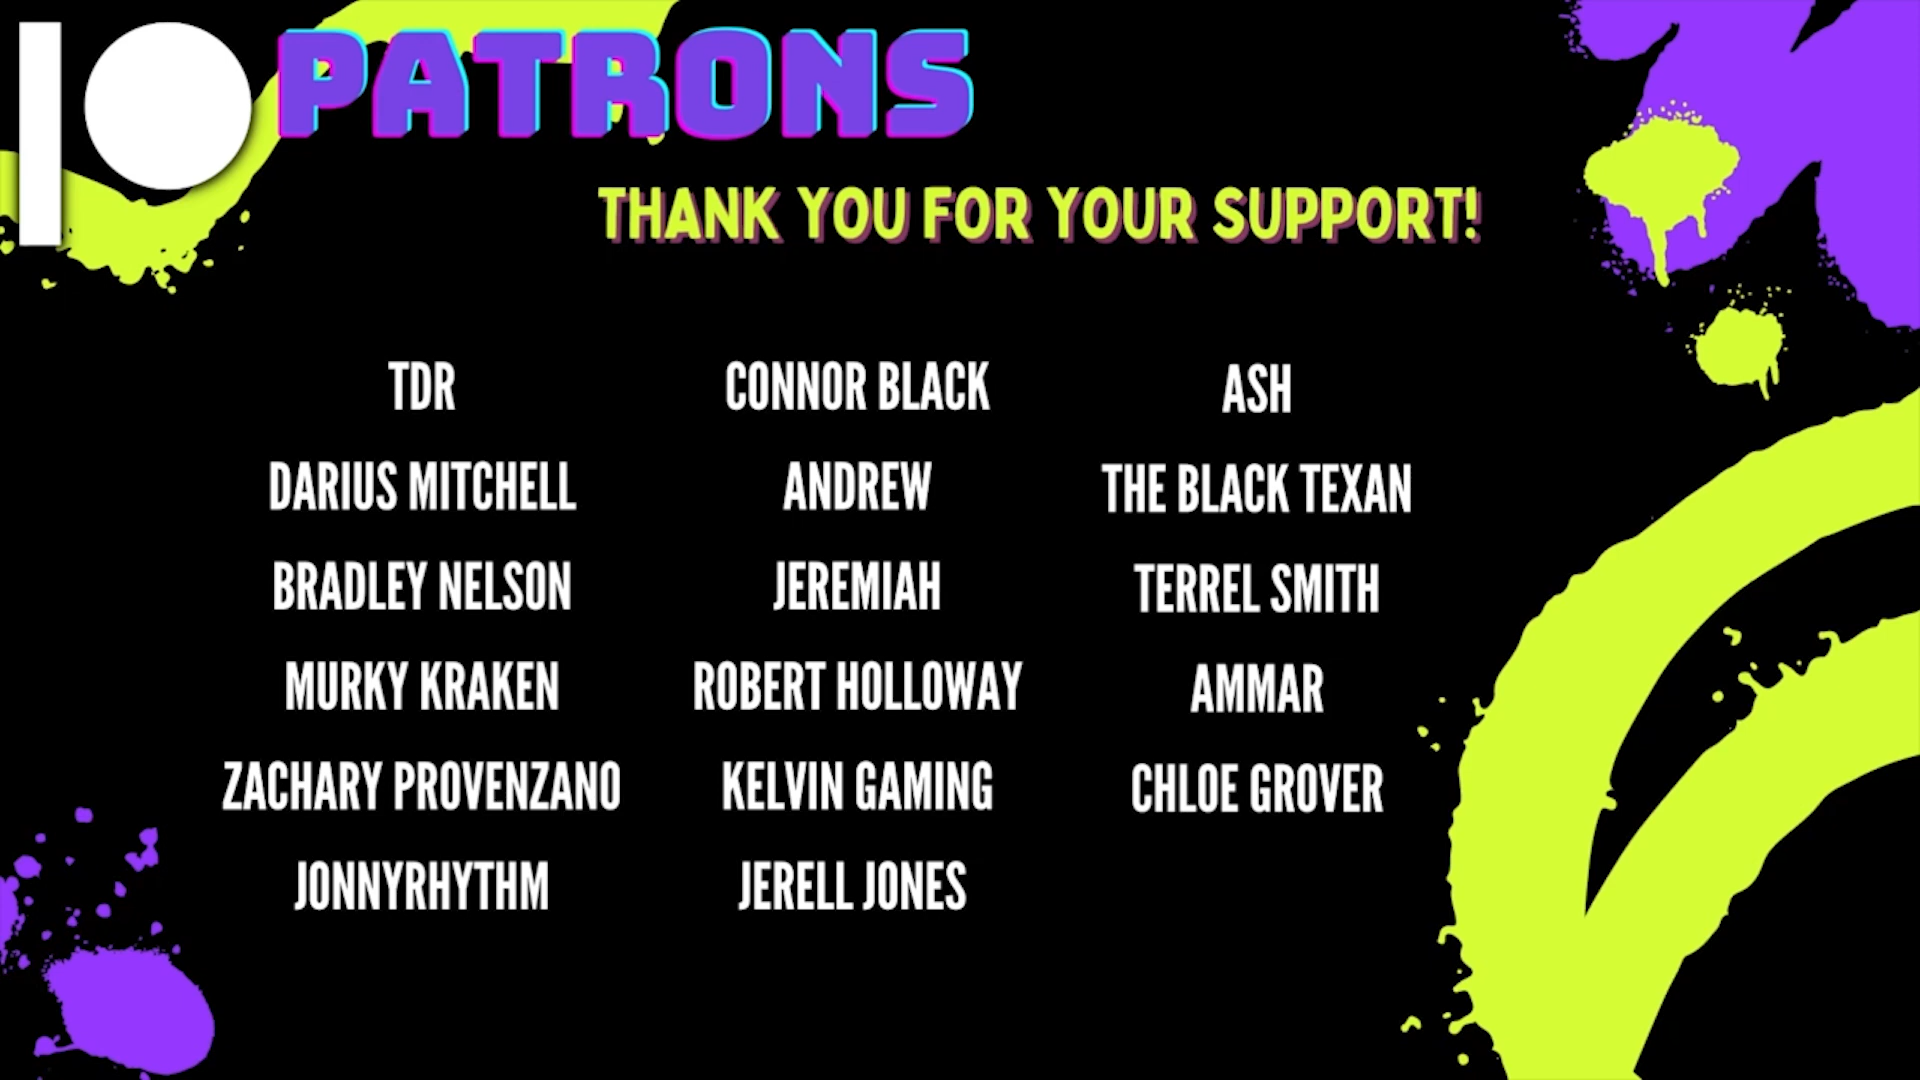 PATRONS
THANK YOU FOR YOUR SUPPORT!
TDR
DARIUS MITCHELL
BRADLEY NELSON
MURKY KRAKEN
ZACHARY PROVENZANO
JONNYRHYTHM
CONNOR BLACK
ANDREW
JEREMIAH
ROBERT HOLLOWAY
KELVIN GAMING
JERELL JONES
ASH
THE BLACK TEXAN
TERREL SMITH
AMMAR
CHLOE GROVER